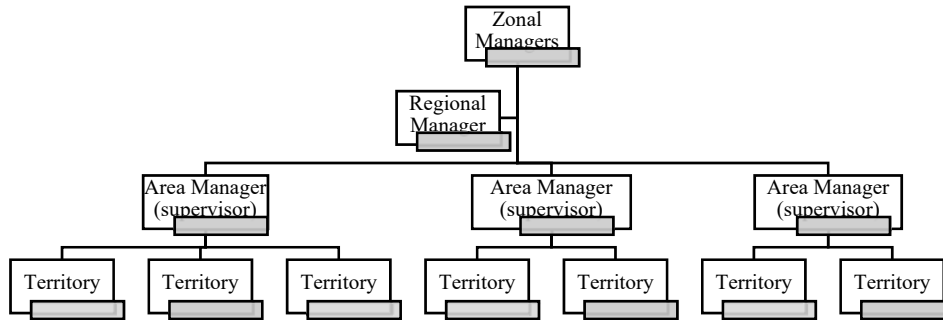 Zonal
Managers
Regional
Manager
Area Manager
(supervisor)
Area Manager
(supervisor)
Area Manager
(supervisor)
Territory
Territory
Territory
Territory
Territory
Territory
Territory